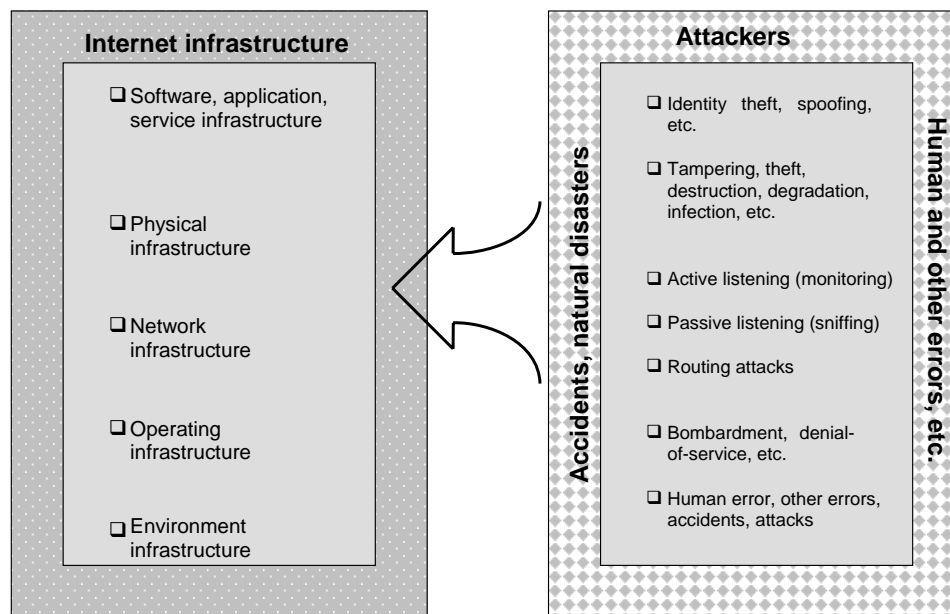 Internet infrastructure
❑ Software, application,
service infrastructure
❑ Physical
infrastructure
❑ Network
infrastructure
❑ Operating
infrastructure
❑ Environment
infrastructure
Attackers
Accidents, natural disasters
❑ Identity theft, spoofing,
etc.
❑ Tampering, theft,
destruction, degradation,
infection, etc.
❑ Active listening (monitoring)
❑ Passive listening (sniffing)
❑ Routing attacks
❑ Bombardment, denial-
of-service, etc.
❑ Human error, other errors,
accidents, attacks
Human and other errors, etc.